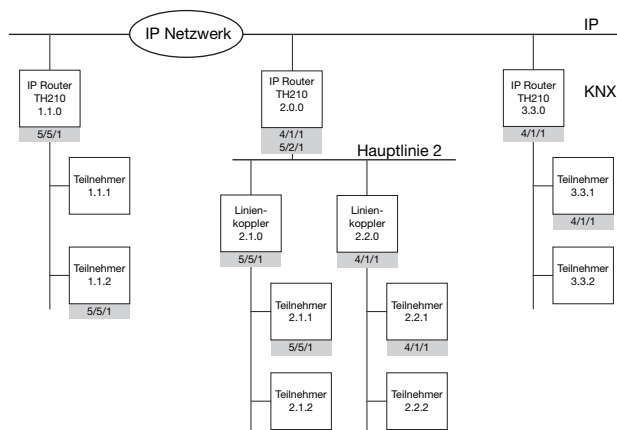 IP
IP Netzwerk
KNX
IP Router
TH210
1.1.0
5/5/1
IP Router
TH210
2.0.0
4/1/1
5/2/1
IP Router
TH210
3.3.0
4/1/1
Hauptlinie 2
Teilnehmer
1.1.1
Teilnehmer
1.1.2
5/5/1
Linien-
koppler
2.1.0
5/5/1
Linien-
koppler
2.2.0
4/1/1
Teilnehmer
3.3.1
4/1/1
Teilnehmer
3.3.2
Teilnehmer
2.1.1
5/5/1
Teilnehmer
2.1.2
Teilnehmer
2.2.1
4/1/1
Teilnehmer
2.2.2